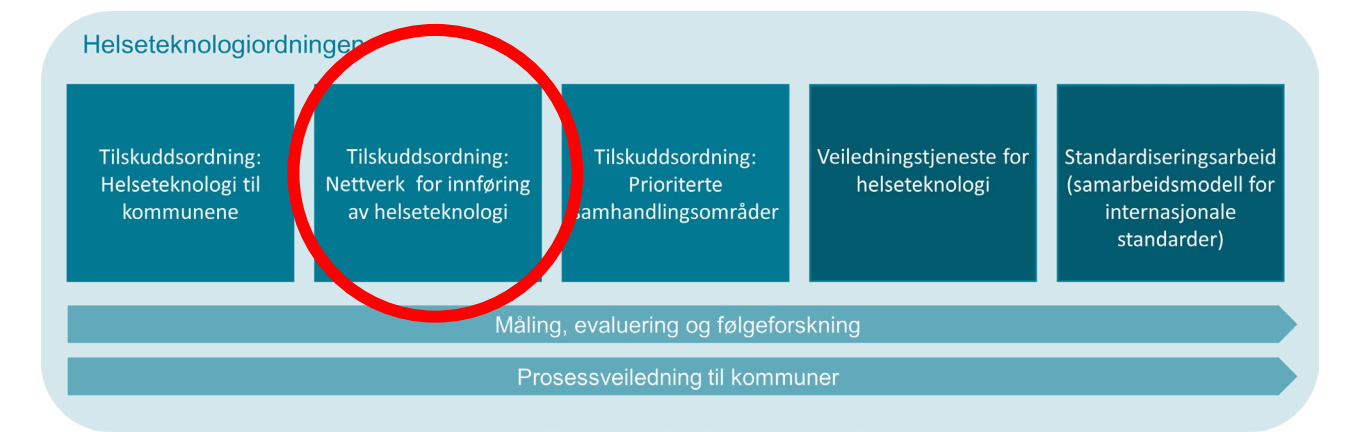 Helseteknologiordningen
Tilskuddsordning:
Helseteknologi til
kommunene
Tilskuddsordning:
Nettverk for innføring
av helseteknologi
Tilskuddsordning:
Prioriterte
samhandlingsområder
Veiledningstjeneste for
helseteknologi
Standardiseringsarbeid
(samarbeidsmodell for
internasjonale
standarder)
Måling, evaluering og følgeforskning
Prosessveiledning til kommuner